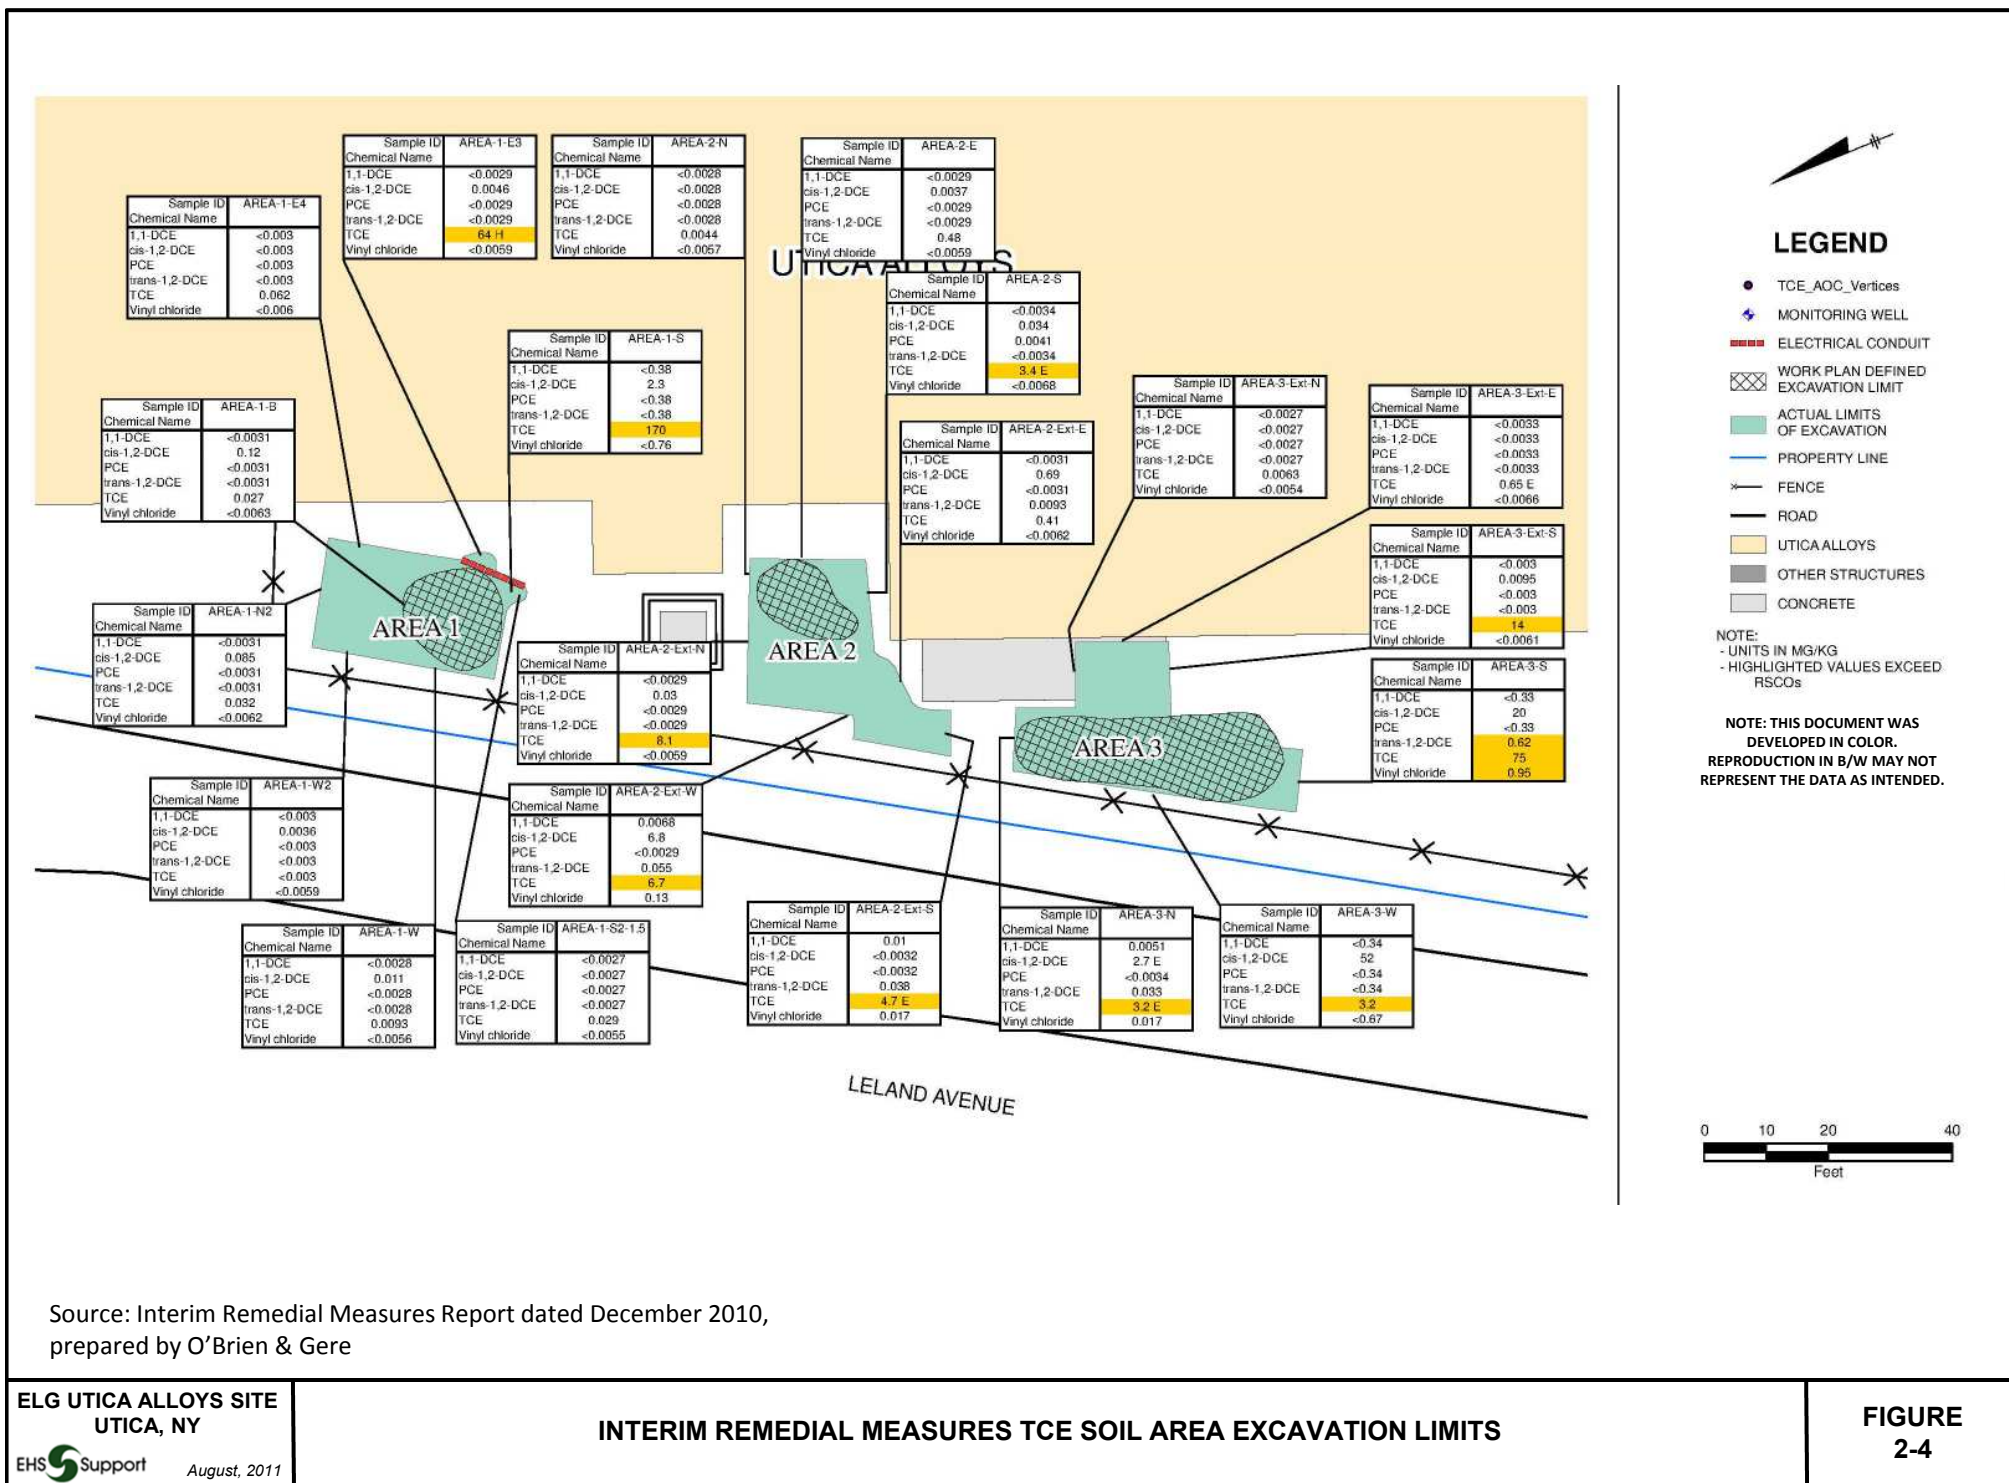 Sample ID AREA-1-E3
Chemical Name
1,1-DCE <0.0029
cis-1,2-DCE 0.0046
PCE <0.0029
trans-1,2-DCE <0.0029
TCE 64 H
Vinyl chloride <0.0059
Sample ID AREA-2-N
Chemical Name
1,1-DCE <0.0028
cis-1,2-DCE <0.0028
PCE <0.0028
trans-1,2-DCE <0.0028
TCE 0.0044
Vinyl chloride <0.0057
Sample ID AREA-2-E
Chemical Name
1,1-DCE <0.0029
cis-1,2-DCE 0.0037
PCE <0.0029
trans-1,2-DCE <0.0029
TCE 0.48
Vinyl chloride <0.0059
UTICA ALLOYS
Sample ID AREA-1-E4
Chemical Name
1,1-DCE <0.003
cis-1,2-DCE <0.003
PCE <0.003
trans-1,2-DCE <0.003
TCE 0.062
Vinyl chloride <0.006
Sample ID AREA-2-S
Chemical Name
1,1-DCE <0.0034
cis-1,2-DCE 0.034
PCE 0.0041
trans-1,2-DCE <0.0034
TCE 3.4 E
Vinyl chloride <0.0068
Sample ID AREA-1-S
Chemical Name
1,1-DCE <0.38
cis-1,2-DCE 2.3
PCE <0.38
trans-1,2-DCE <0.38
TCE 170
Vinyl chloride <0.76
Sample ID AREA-3-Ext-N
Chemical Name
1,1-DCE <0.0027
cis-1,2-DCE <0.0027
PCE <0.0027
trans-1,2-DCE <0.0027
TCE 0.0063
Vinyl chloride <0.0054
Sample ID AREA-3-Ext-E
Chemical Name
1,1-DCE <0.0033
cis-1,2-DCE <0.0033
PCE <0.0033
trans-1,2-DCE <0.0033
TCE 0.65 E
Vinyl chloride <0.0066
Sample ID AREA-1-B
Chemical Name
1,1-DCE <0.0031
cis-1,2-DCE 0.12
PCE <0.0031
trans-1,2-DCE <0.0031
TCE 0.027
Vinyl chloride <0.0063
Sample ID AREA-2-Ext-E
Chemical Name
1,1-DCE <0.0031
cis-1,2-DCE 0.69
PCE <0.0031
trans-1,2-DCE 0.0093
TCE 0.41
Vinyl chloride <0.0062
Sample ID AREA-3-Ext-S
Chemical Name
1,1-DCE <0.003
cis-1,2-DCE 0.0095
PCE <0.003
trans-1,2-DCE <0.003
TCE 14
Vinyl chloride <0.0061
Sample ID AREA-1-N2
Chemical Name
1,1-DCE <0.0031
cis-1,2-DCE 0.085
PCE <0.0031
trans-1,2-DCE <0.0031
TCE 0.032
Vinyl chloride <0.0062
AREA 1
AREA 2
AREA 3
Sample ID AREA-2-Ext-N
Chemical Name
1,1-DCE <0.0029
cis-1,2-DCE 0.03
PCE <0.0029
trans-1,2-DCE <0.0029
TCE 8.1
Vinyl chloride <0.0059
Sample ID AREA-3-S
Chemical Name
1,1-DCE <0.33
cis-1,2-DCE 20
PCE <0.33
trans-1,2-DCE 0.62
TCE 75
Vinyl chloride 0.95
Sample ID AREA-1-W2
Chemical Name
1,1-DCE <0.003
cis-1,2-DCE 0.0036
PCE <0.003
trans-1,2-DCE <0.003
TCE <0.003
Vinyl chloride <0.0059
Sample ID AREA-2-Ext-W
Chemical Name
1,1-DCE 0.0068
cis-1,2-DCE 6.8
PCE <0.0029
trans-1,2-DCE 0.055
TCE 6.7
Vinyl chloride 0.13
Sample ID AREA-1-W
Chemical Name
1,1-DCE <0.0028
cis-1,2-DCE 0.011
PCE <0.0028
trans-1,2-DCE <0.0028
TCE 0.0093
Vinyl chloride <0.0056
Sample ID AREA-1-S2-1.5
Chemical Name
1,1-DCE <0.0027
cis-1,2-DCE <0.0027
PCE <0.0027
trans-1,2-DCE <0.0027
TCE 0.029
Vinyl chloride <0.0055
Sample ID AREA-2-Ext-S
Chemical Name
1,1-DCE 0.01
cis-1,2-DCE <0.0032
PCE <0.0032
trans-1,2-DCE 0.038
TCE 4.7 E
Vinyl chloride 0.017
Sample ID AREA-3-N
Chemical Name
1,1-DCE 0.0051
cis-1,2-DCE 2.7 E
PCE <0.0034
trans-1,2-DCE 0.033
TCE 3.2 E
Vinyl chloride 0.017
Sample ID AREA-3-W
Chemical Name
1,1-DCE <0.34
cis-1,2-DCE 52
PCE <0.34
trans-1,2-DCE <0.34
TCE 3.2
Vinyl chloride <0.67
LELAND AVENUE
LEGEND
TCE_AOC_Vertices
MONITORING WELL
ELECTRICAL CONDUIT
WORK PLAN DEFINED
EXCAVATION LIMIT
ACTUAL LIMITS
OF EXCAVATION
PROPERTY LINE
FENCE
ROAD
UTICA ALLOYS
OTHER STRUCTURES
CONCRETE
NOTE:
- UNITS IN MG/KG
- HIGHLIGHTED VALUES EXCEED
RSCOs
NOTE: THIS DOCUMENT WAS
DEVELOPED IN COLOR.
REPRODUCTION IN B/W MAY NOT
REPRESENT THE DATA AS INTENDED.
0 10 20 40
Feet
Source: Interim Remedial Measures Report dated December 2010,
prepared by O’Brien & Gere
ELG UTICA ALLOYS SITE
UTICA, NY
EHS Support August, 2011
INTERIM REMEDIAL MEASURES TCE SOIL AREA EXCAVATION LIMITS
FIGURE
2-4